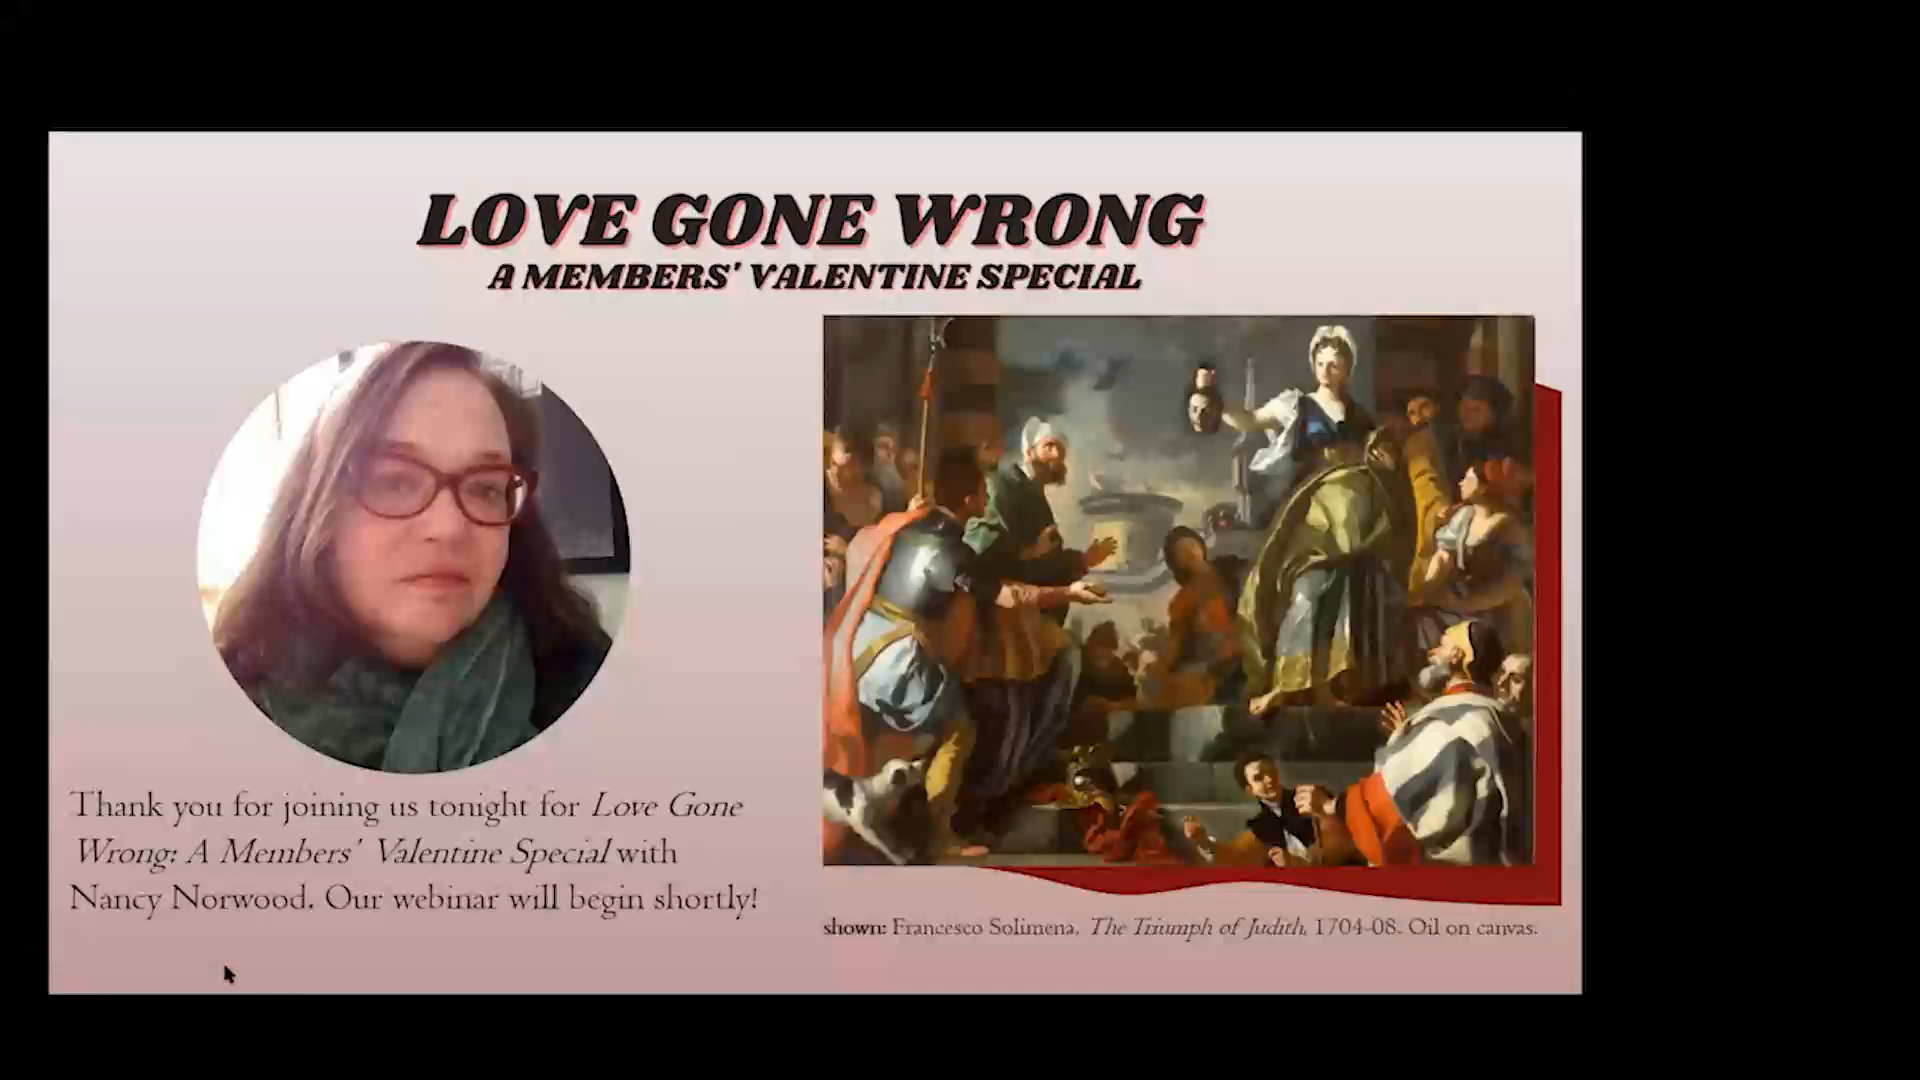 LOVE GONE WRONG
A MEMBERS' VALENTINE SPECIAL
Thank you for joining us tonight for Love Gone
Wrong: A Members' Valentine Special with
Nancy Norwood. Our webinar will begin shortly!
shown: Francesco Solimena, The Triumph of Judith, 1704-08. Oil on canvas.